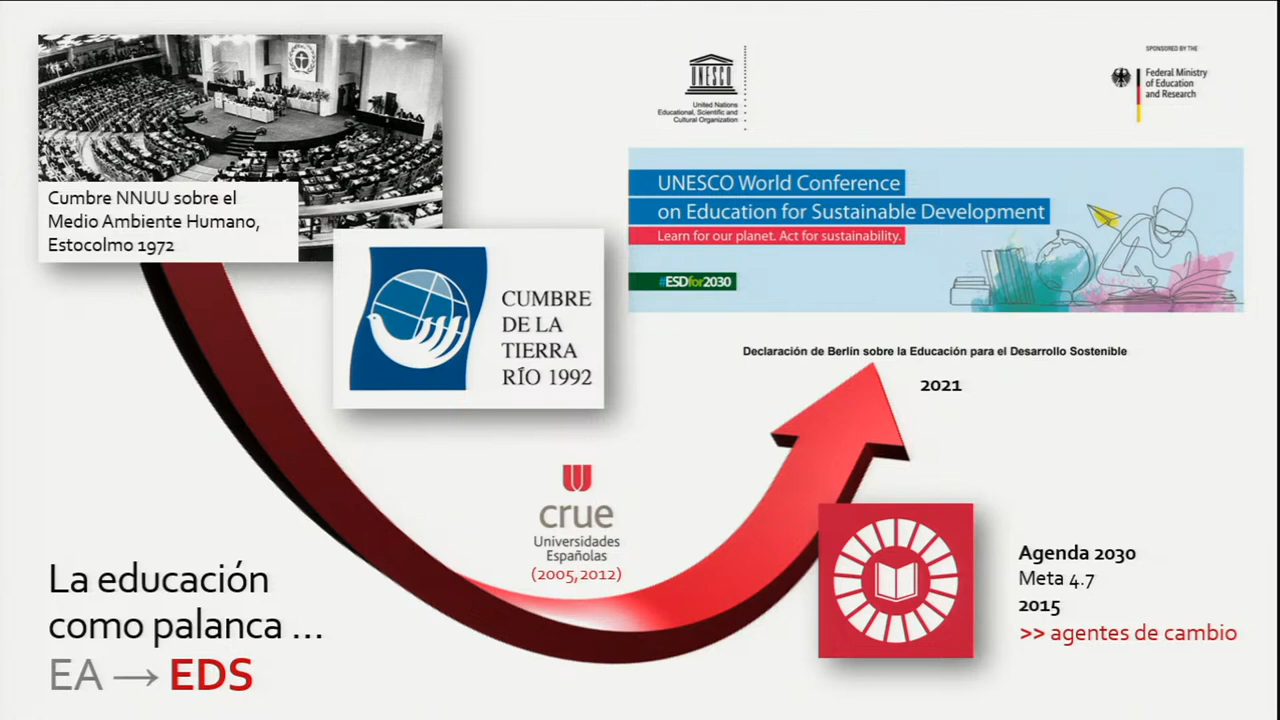 Cumbre NNUU sobre el
Medio Ambiente Humano,
Estocolmo 1972
CUMBRE
DE LA
TIERRA
RÍO 1992
UNESCO
United Nations
Educational, Scientific and
Cultural Organization
SPONSORED BY THE
Federal Ministry
of Education
and Research
UNESCO World Conference
on Education for Sustainable Development
Learn for our planet. Act for sustainability.
#ESDfor2030
Declaración de Berlín sobre la Educación para el Desarrollo Sostenible
2021
crue
Universidades
Españolas
(2005,2012)
Agenda 2030
Meta 4.7
2015
>> agentes de cambio
La educación
como palanca ...
EA → EDS